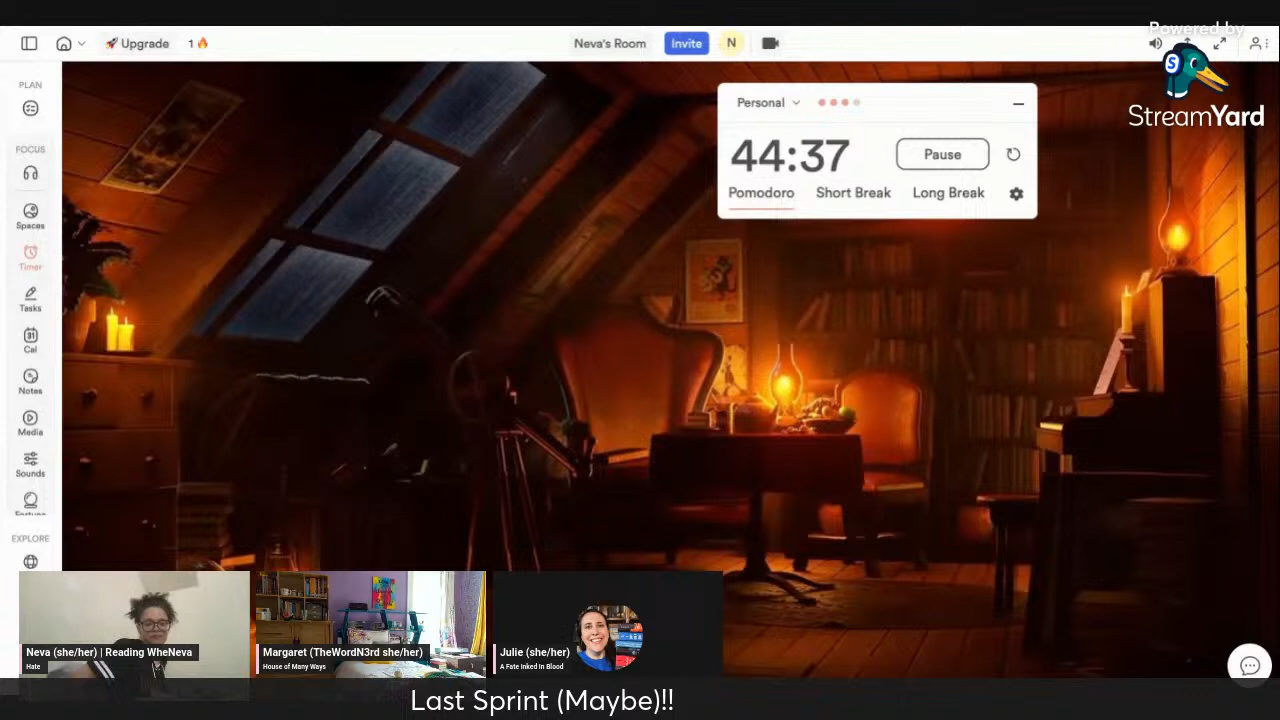 Powered by
StreamYard
Upgrade
1
Neva's Room
Invite
N
PLAN
FOCUS
Spaces
Timer
Tasks
31
Cal
Notes
Media
Sounds
Fortune
EXPLORE
Personal
44:37
Pause
Pomodoro
Short Break
Long Break
Neva (she/her) | Reading WheNeva
Hate
Margaret (TheWordN3rd she/her)
House of Many Ways
Julie (she/her)
A Fate Inked In Blood
Last Sprint (Maybe)!!